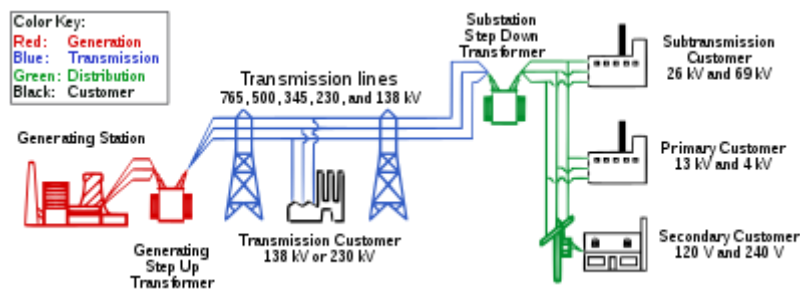 Color Key:
Red: Generation
Blue: Transmission
Green: Distribution
Black: Customer
Generating Station
Generating
Step Up
Transformer
Transmission lines
765, 500, 345, 230, and 138 kV
Transmission Customer
138 kV or 230 kV
Substation
Step Down
Transformer
Subtransmission
Customer
26 kV and 69 kV
Primary Customer
13 kV and 4 kV
Secondary Customer
120 V and 240 V